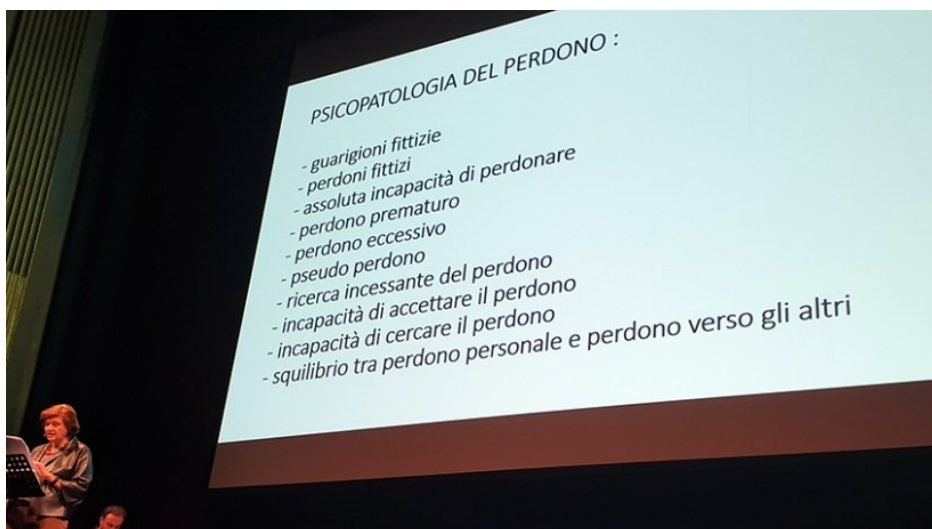 PSICOPATOLOGIA DEL PERDONO :
- guarigioni fittizie
- perdoni fittizi
- assoluta incapacità di perdonare
- perdono prematuro
- perdono eccessivo
- pseudo perdono
- ricerca incessante del perdono
- incapacità di accettare il perdono
- incapacità di cercare il perdono
- squilibrio tra perdono personale e perdono verso gli altri